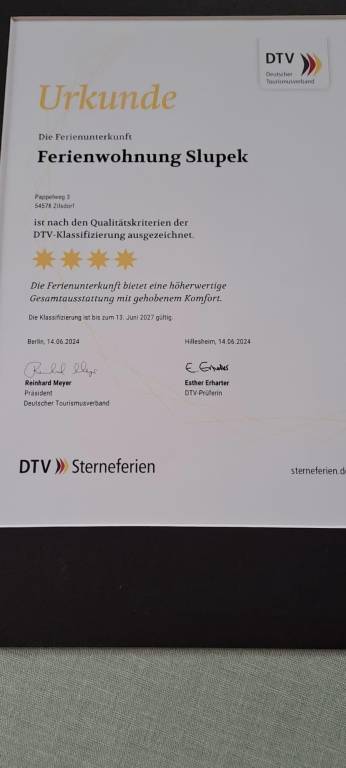 DTV
Deutscher
Tourismusverband
Urkunde
Die Ferienunterkunft
Ferienwohnung Slupek
Pappelweg 3
54578 Zilsdorf
ist nach den Qualitätskriterien der
DTV-Klassifizierung ausgezeichnet.
Die Ferienunterkunft bietet eine höherwertige
Gesamtausstattung mit gehobenem Komfort.
Die Klassifizierung ist bis zum 13. Juni 2027 gültig.
Berlin, 14.06.2024
Hillesheim, 14.06.2024
E. Erharter
Reinhard Meyer
Esther Erharter
Präsident
DTV-Prüferin
Deutscher Tourismusverband
DTV Sterneferien
sterneferien.d